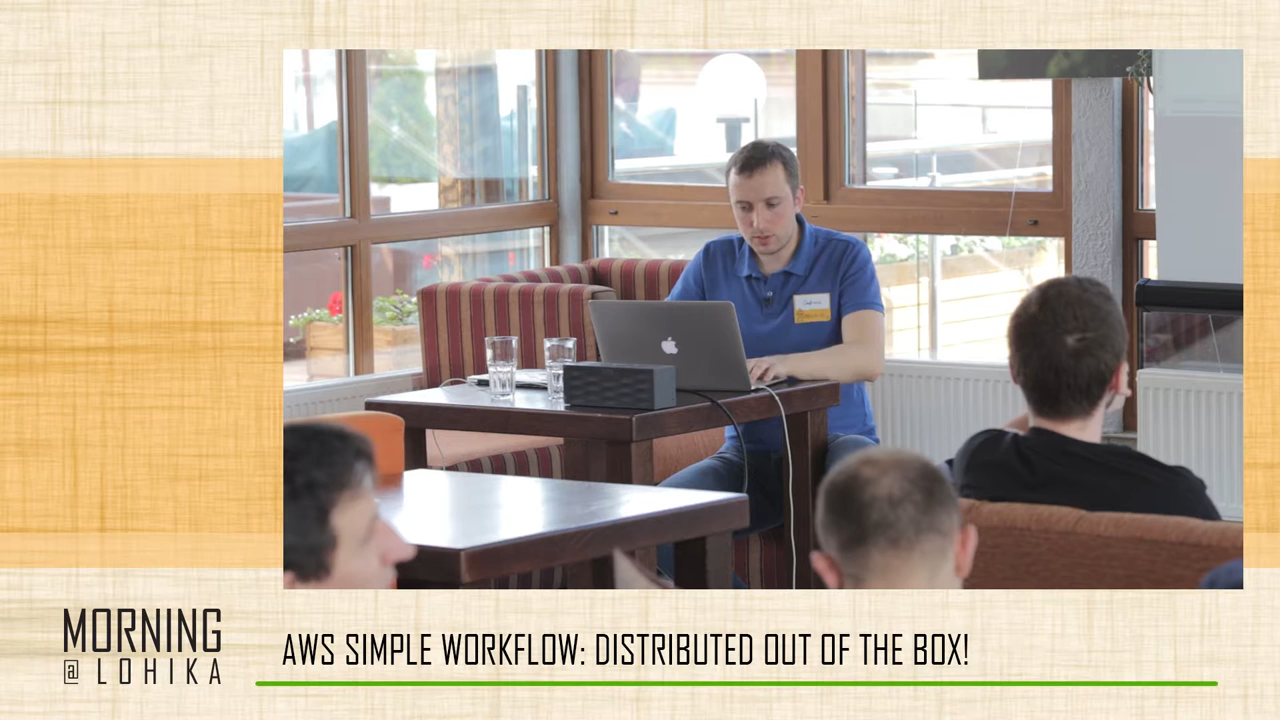 MORNING
@ LOHIKA
AWS SIMPLE WORKFLOW: DISTRIBUTED OUT OF THE BOX!